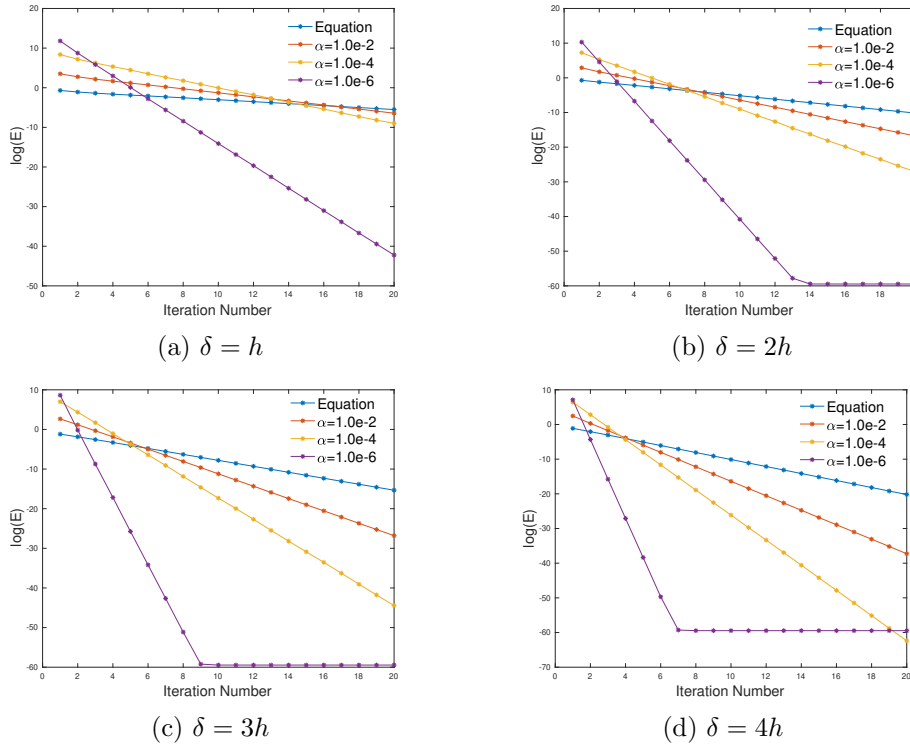 20
10
0
-10
-20
-30
-40
-50
log(E)
Equation
α=1.0e-2
α=1.0e-4
α=1.0e-6
0 2 4 6 8 10 12 14 16 18 20
Iteration Number
(a) δ = h
20
10
0
-10
-20
-30
-40
-50
-60
log(E)
Equation
α=1.0e-2
α=1.0e-4
α=1.0e-6
0 2 4 6 8 10 12 14 16 18 20
Iteration Number
(b) δ = 2h
10
0
-10
-20
-30
-40
-50
-60
log(E)
Equation
α=1.0e-2
α=1.0e-4
α=1.0e-6
0 2 4 6 8 10 12 14 16 18 20
Iteration Number
(c) δ = 3h
10
0
-10
-20
-30
-40
-50
-60
-70
log(E)
Equation
α=1.0e-2
α=1.0e-4
α=1.0e-6
0 2 4 6 8 10 12 14 16 18 20
Iteration Number
(d) δ = 4h